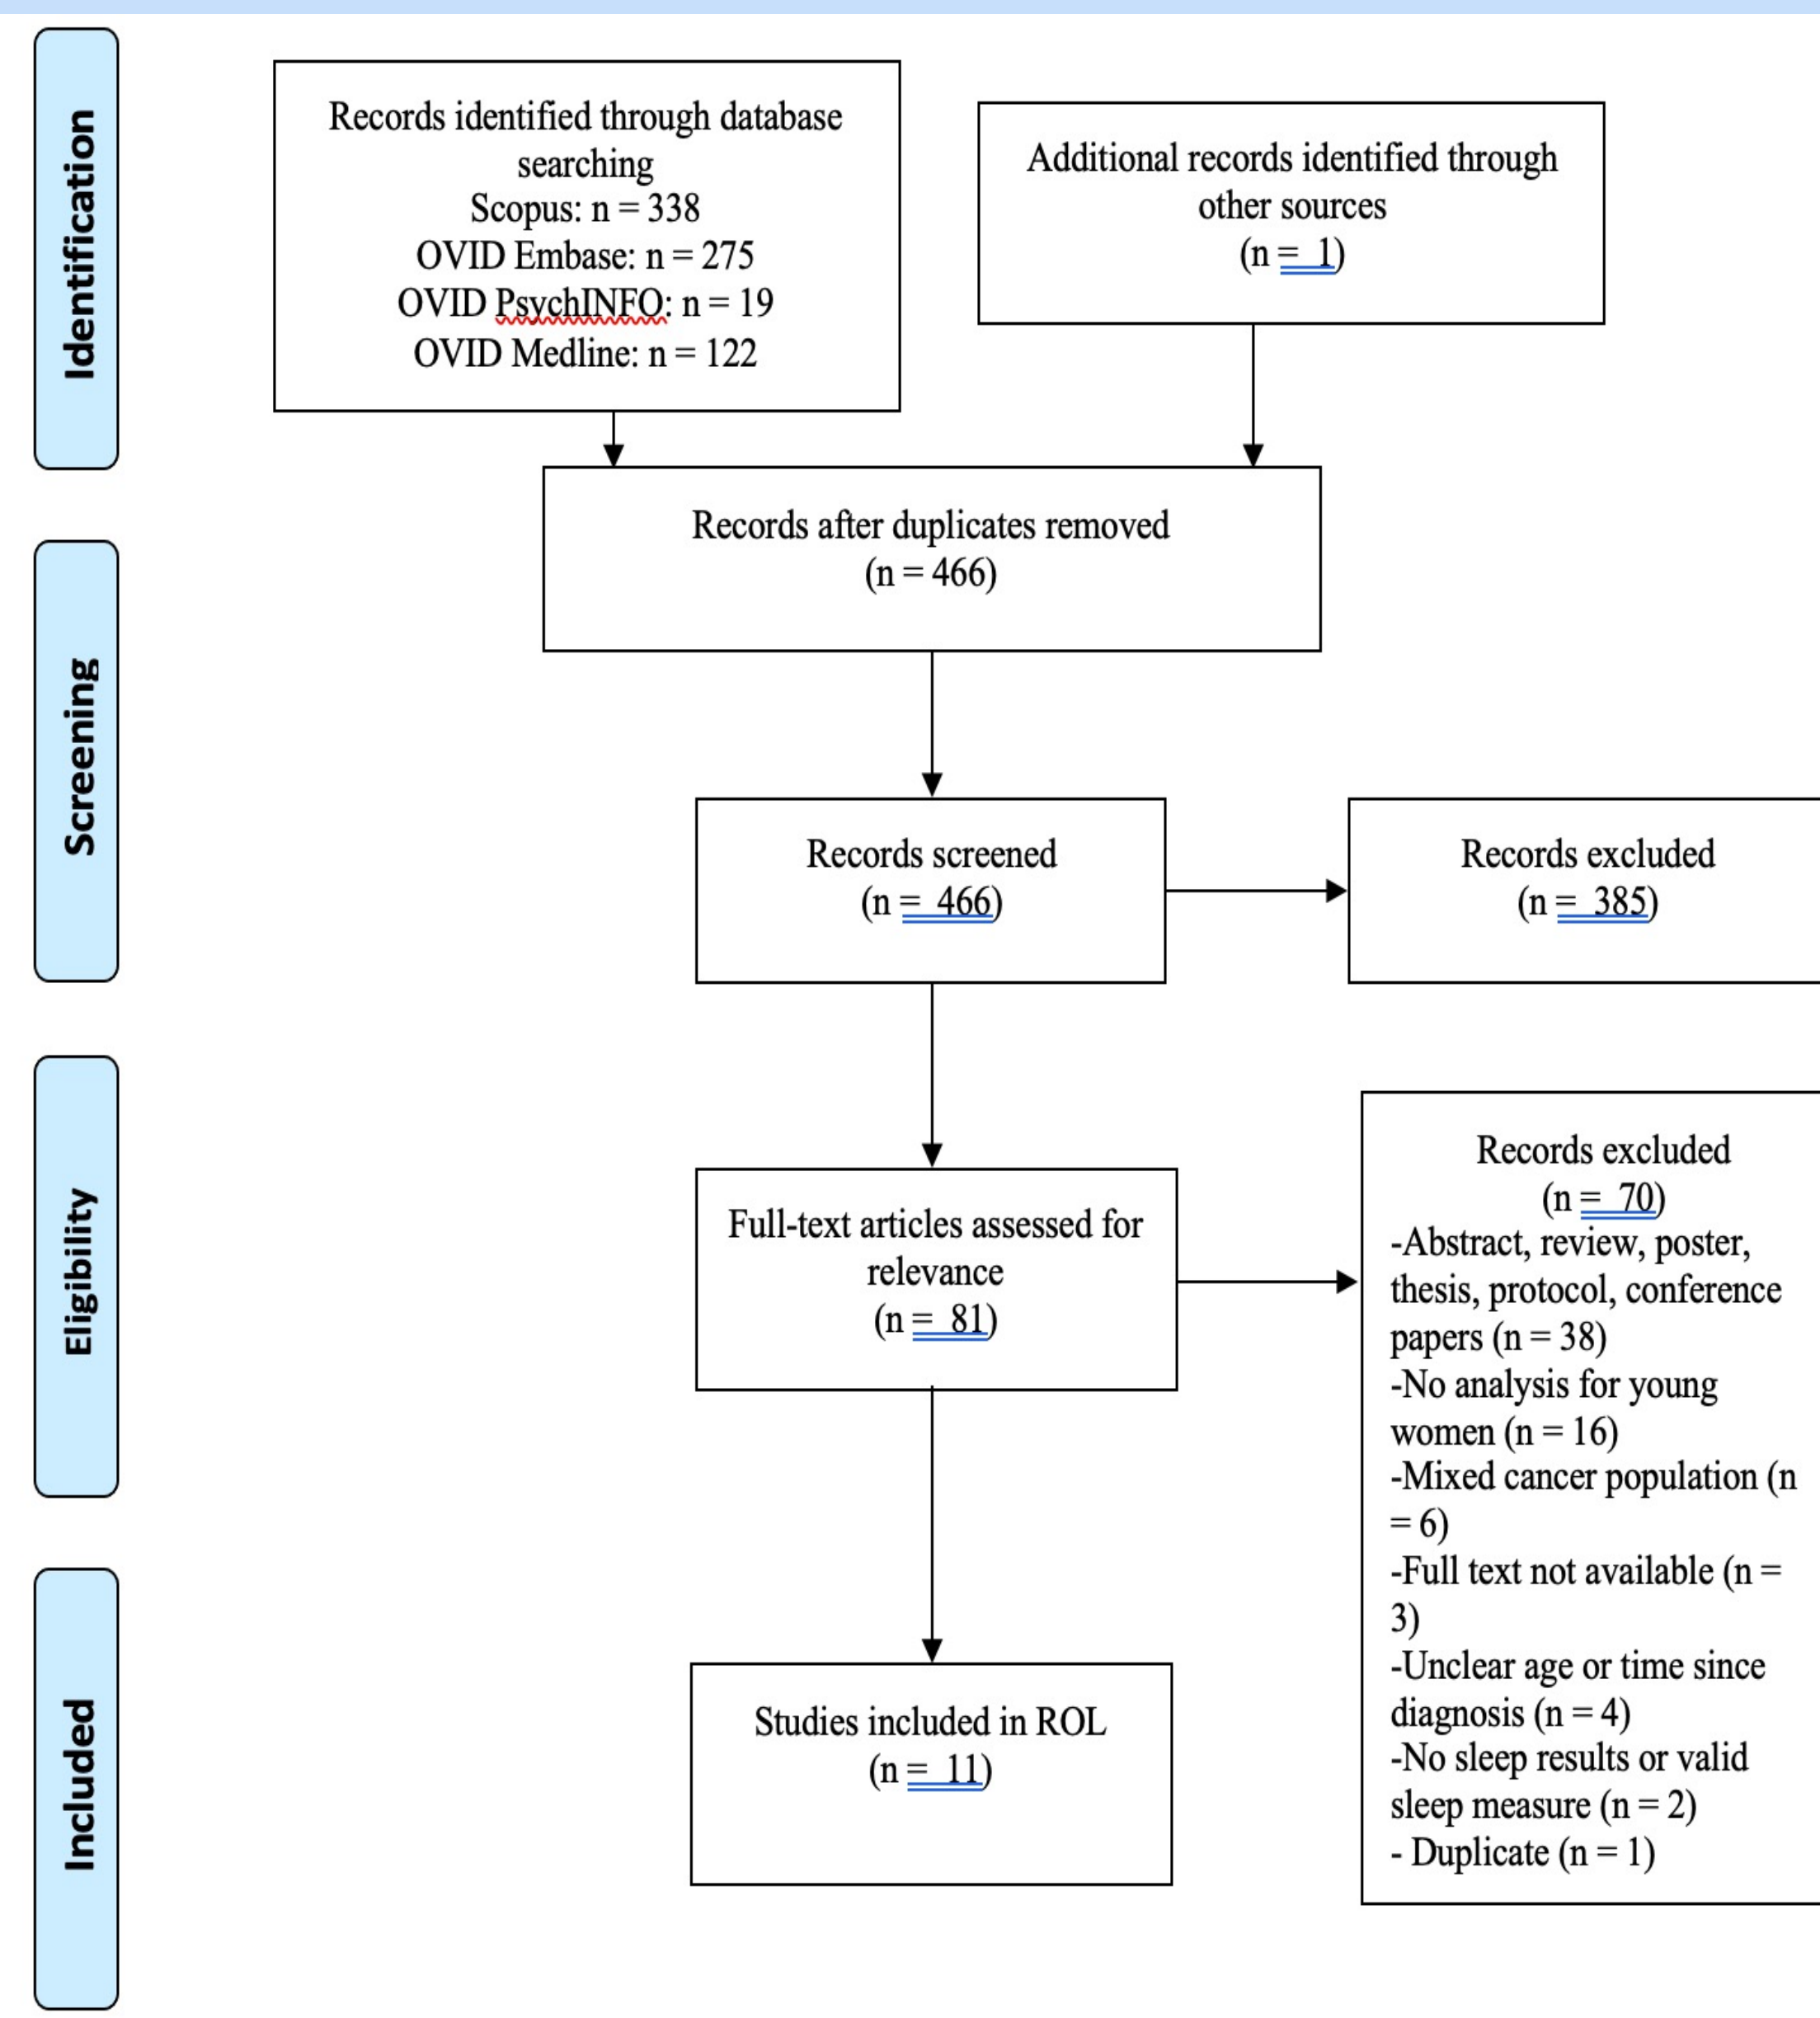 Identification
Records identified through database
searching
Scopus: n = 338
OVID Embase: n = 275
OVID PsychINFO: n = 19
OVID Medline: n = 122
Additional records identified through
other sources
(n = 1)
Records after duplicates removed
(n = 466)
Screening
Records screened
(n = 466)
Records excluded
(n = 385)
Eligibility
Full-text articles assessed for
relevance
(n = 81)
Records excluded
(n = 70)
-Abstract, review, poster,
thesis, protocol, conference
papers (n = 38)
-No analysis for young
women (n = 16)
-Mixed cancer population (n
= 6)
-Full text not available (n =
3)
-Unclear age or time since
diagnosis (n = 4)
-No sleep results or valid
sleep measure (n = 2)
- Duplicate (n = 1)
Included
Studies included in ROL
(n = 11)